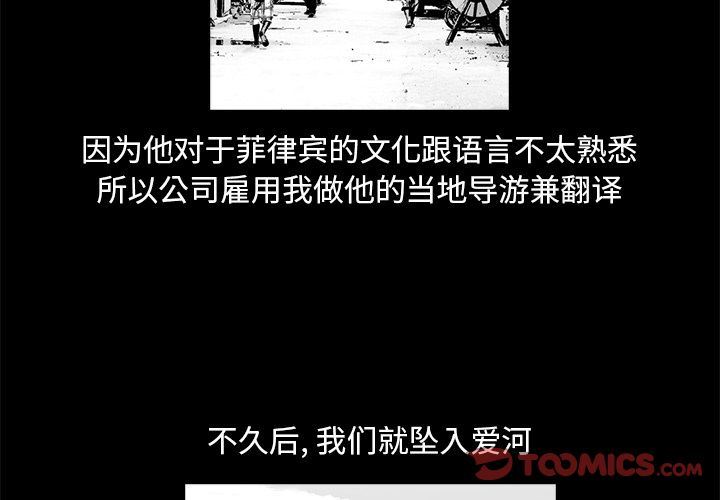 因为他对于菲律宾的文化跟语言不太熟悉
所以公司雇用我做他的当地导游兼翻译
不久后, 我们就坠入爱河
TOOMICS.COM